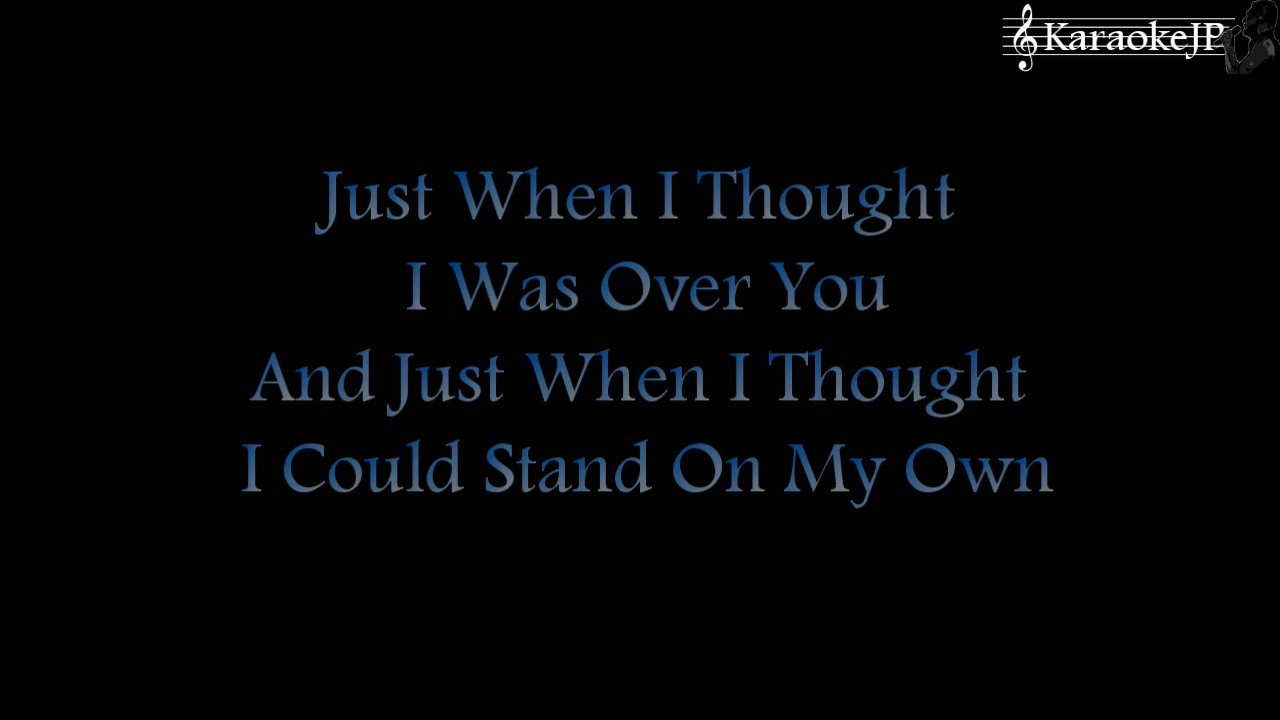 KaraokeJP
Just When I Thought
I Was Over You
And Just When I Thought
I Could Stand On My Own